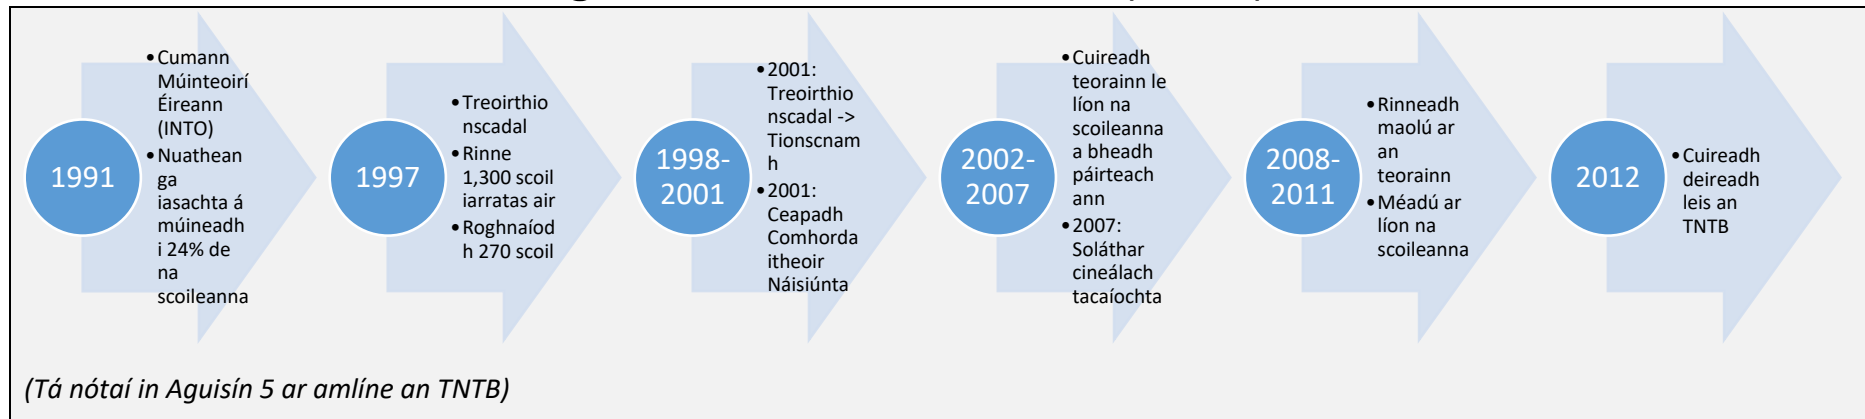 1991
•Cumann
Múinteoirí
Éireann
(INTO)
•Nuathean
ga
iasachta á
múineadh
i 24% de
na
scoileanna
1997
•Treoirthio
nscadal
•Rinne
1,300 scoil
iarratas air
•Roghnaíod
h 270 scoil
1998-
2001
•2001:
Treoirthio
nscadal ->
Tionscnam
h
•2001:
Ceapadh
Comhorda
itheoir
Náisiúnta
2002-
2007
•Cuireadh
teorainn le
líon na
scoileanna
a bheadh
páirteach
ann
•2007:
Soláthar
cineálach
tacaíochta
2008-
2011
•Rinneadh
maolú ar
an
teorainn
•Méadú ar
líon na
scoileanna
2012
•Cuireadh
deireadh
leis an
TNTB
(Tá nótaí in Aguisín 5 ar amlíne an TNTB)